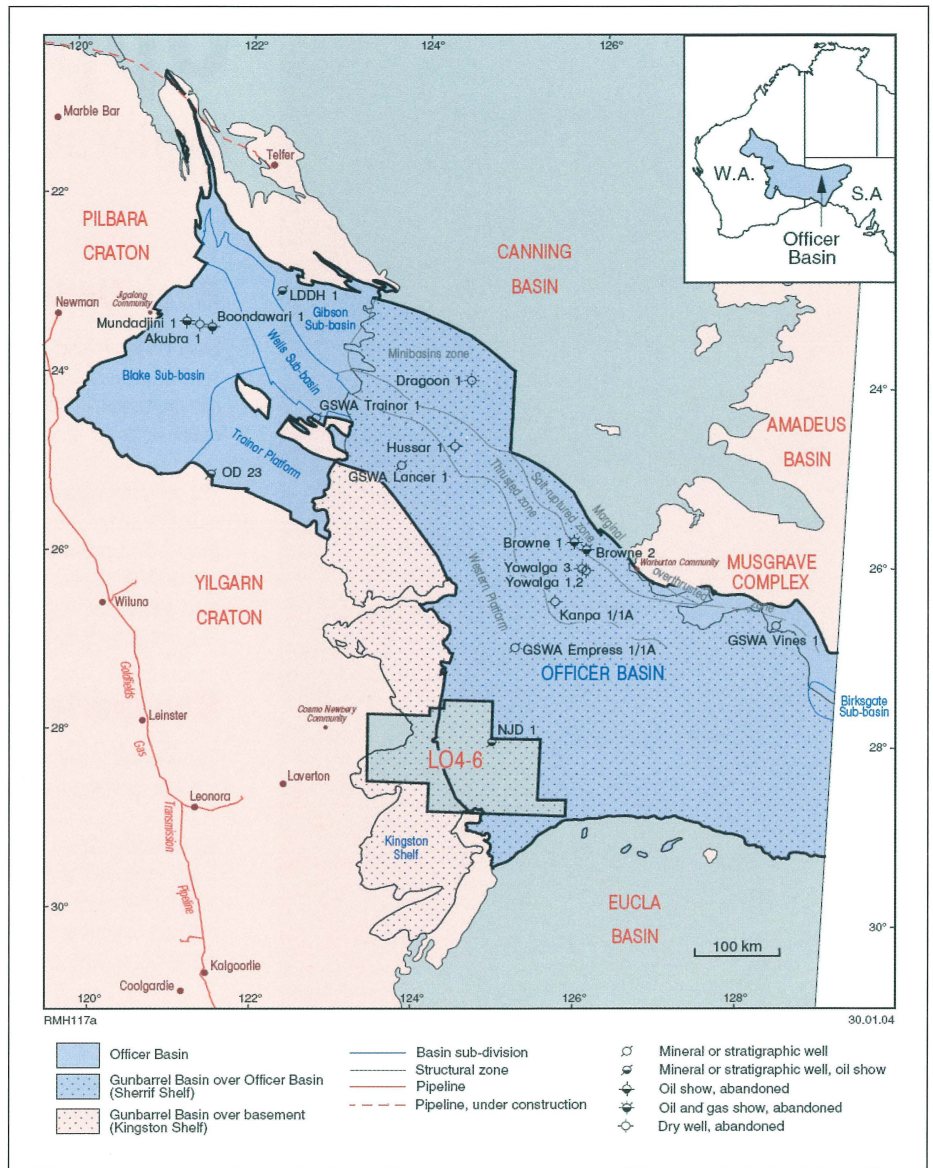 120°
122°
124°
126°
Marble Bar
Telfer
W.A.
S.A
Officer
Basin
22°
PILBARA
CRATON
CANNING
BASIN
Newman
Jigalong
Community
LDDH 1
Gibson
Sub-basin
Mundadjini 1
Boondawari 1
Akubra 1
Wells Sub-basin
Minibasins zone
24°
Blake Sub-basin
Dragoon 1
24°
GSWA Trainor 1
AMADEUS
BASIN
Trainor Platform
Hussar 1
OD 23
GSWA Lancer 1
Thrusted zone
Salt-ruptured zone
Marginal
overthrusted
zone
26°
Browne 1
Browne 2
Warburton Community
26°
YILGARN
CRATON
Yowalga 3
Yowalga 1,2
MUSGRAVE
COMPLEX
Wiluna
Western Platform
Kanpa 1/1A
GSWA Vines 1
GSWA Empress 1/1A
OFFICER BASIN
Birksgate
Sub-basin
Goldfields
Gas
Transmission
Pipeline
Leinster
Cosmo Newbery
Community
28°
NJD 1
28°
LO4-6
Laverton
Leonora
Kingston
Shelf
30°
EUCLA
BASIN
30°
100 km
Kalgoorlie
Coolgardie
120°
122°
124°
126°
128°
RMH117a
30.01.04
Officer Basin
Gunbarrel Basin over Officer Basin
(Sherrif Shelf)
Gunbarrel Basin over basement
(Kingston Shelf)
Basin sub-division
Structural zone
Pipeline
Pipeline, under construction
Mineral or stratigraphic well
Mineral or stratigraphic well, oil show
Oil show, abandoned
Oil and gas show, abandoned
Dry well, abandoned